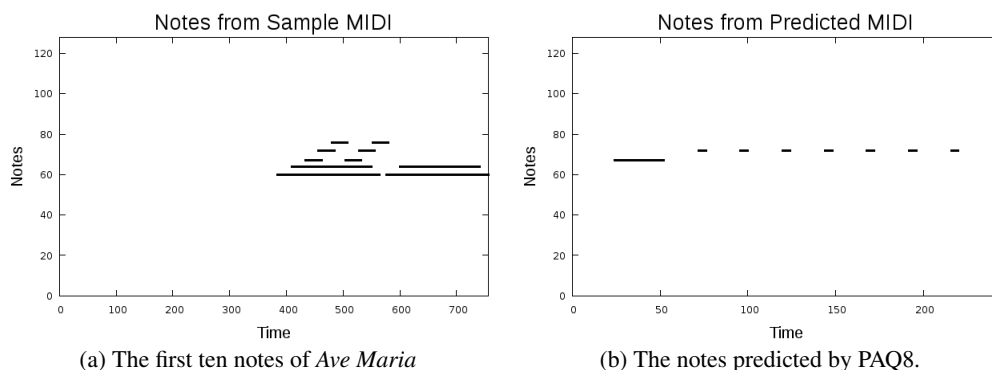 Notes from Sample MIDI
120
100
80
60
40
20
0
Notes
0 100 200 300 400 500 600 700
Time
(a) The first ten notes of Ave Maria
Notes from Predicted MIDI
120
100
80
60
40
20
0
Notes
0 50 100 150 200
Time
(b) The notes predicted by PAQ8.